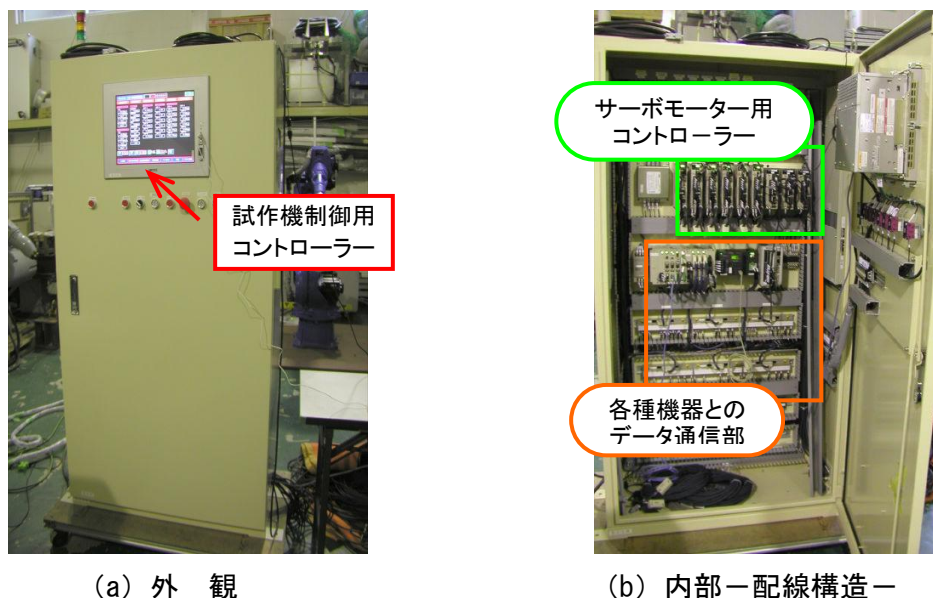 試作機制御用
コントローラー
サーボモーター用
コントローラー
各種機器との
データ通信部
(a) 外　観
(b) 内部－配線構造－